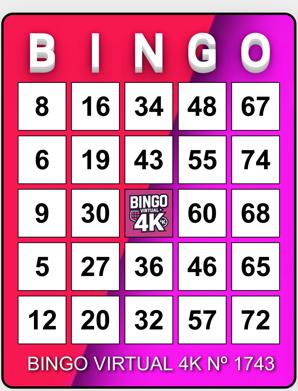 B I N G O
8 16 34 48 67
6 19 43 55 74
9 30 BINGO VIRTUAL 4K 60 68
5 27 36 46 65
12 20 32 57 72
BINGO VIRTUAL 4K Nº 1743